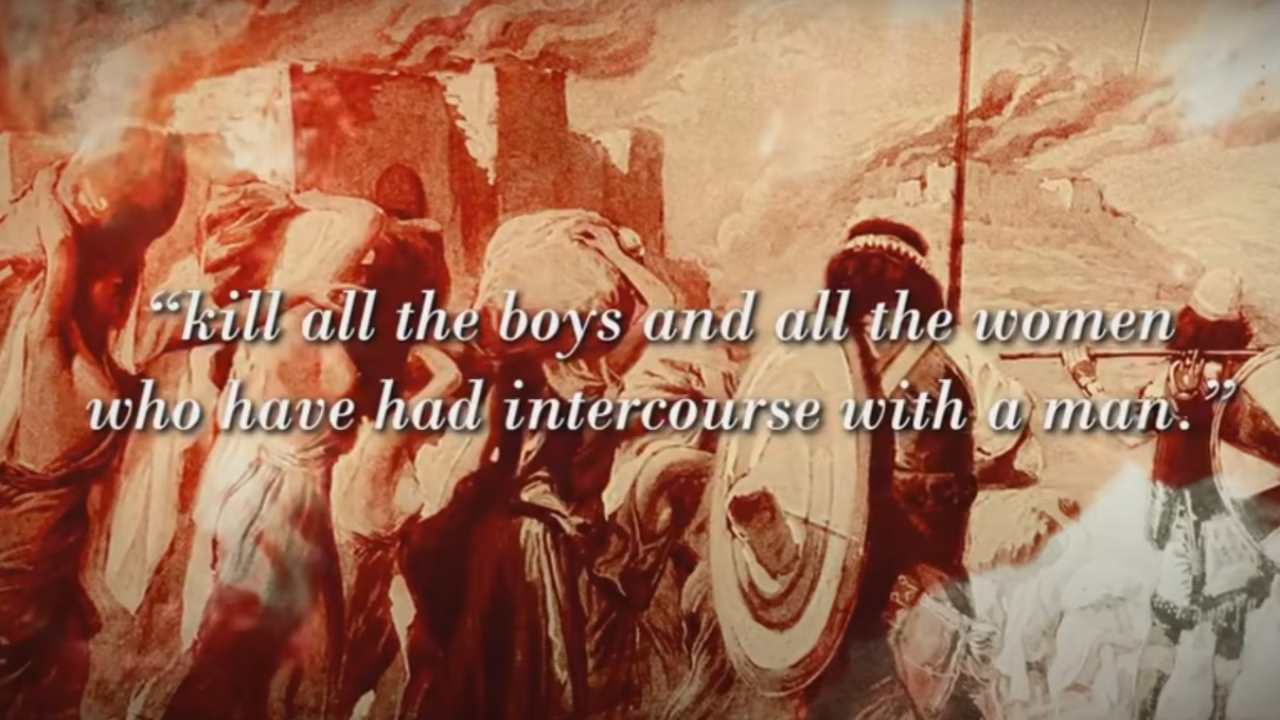 “kill all the boys and all the women
who have had intercourse with a man.”